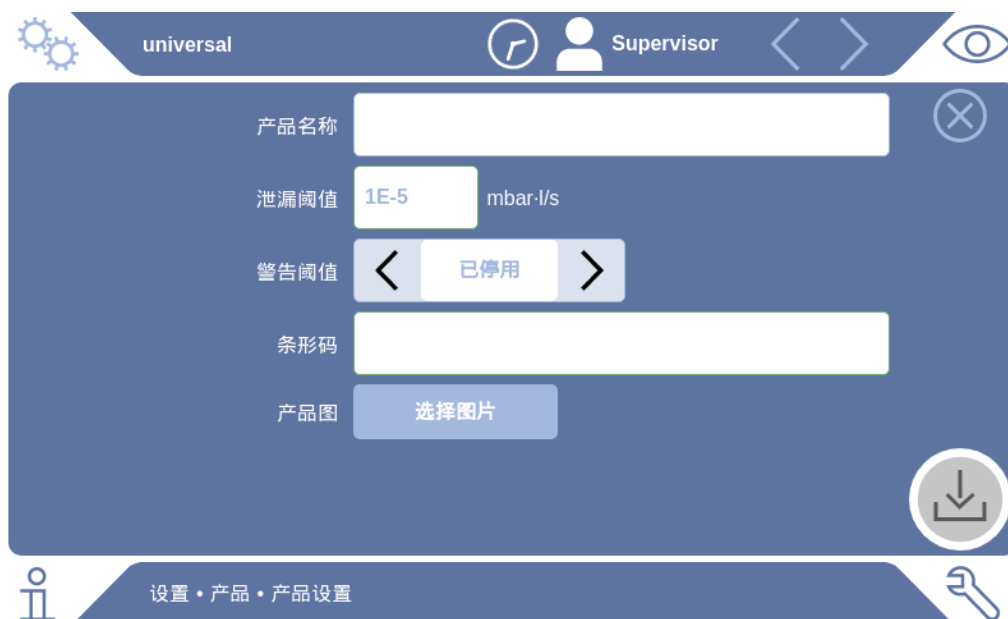 universal
Supervisor
产品名称
泄漏阈值 1E-5 mbar·l/s
警告阈值 已停用
条形码
产品图 选择图片
设置 • 产品 • 产品设置